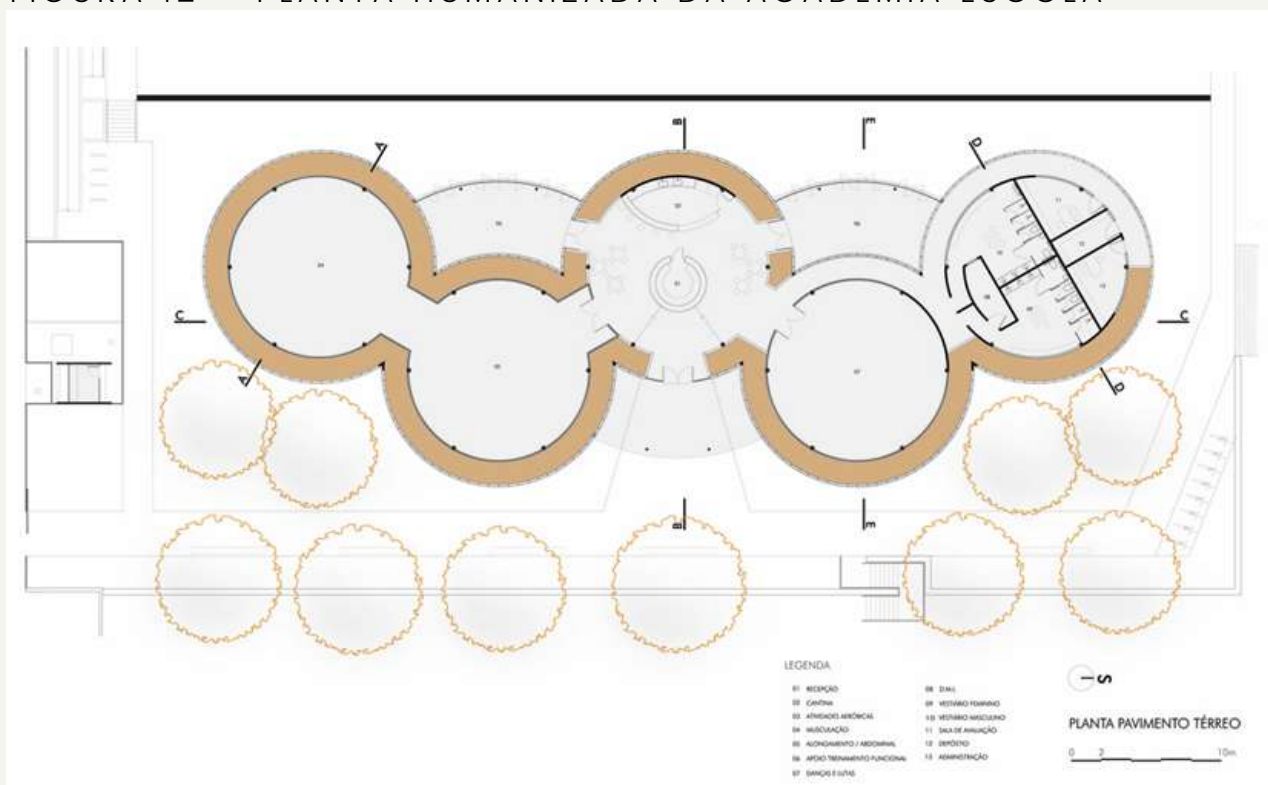 FIGURA 12 - PLANTA HUMANIZADA DA ACADEMIA ESCOLA
A
B
E
D
C
C
A
D
B
E
LEGENDA
01 RECEPÇÃO
02 CANTINA
03 ATIVIDADES AERÓBICAS
04 MUSCULAÇÃO
05 ALONGAMENTO / ABDOMINAL
06 APOIO TREINAMENTO FUNCIONAL
07 DANÇAS E LUTAS
08 D.M.L
09 VESTIÁRIO FEMININO
10 VESTIÁRIO MASCULINO
11 SALA DE AVALIAÇÃO
12 DEPÓSITO
13 ADMINISTRAÇÃO
S
PLANTA PAVIMENTO TÉRREO
0 2 10m